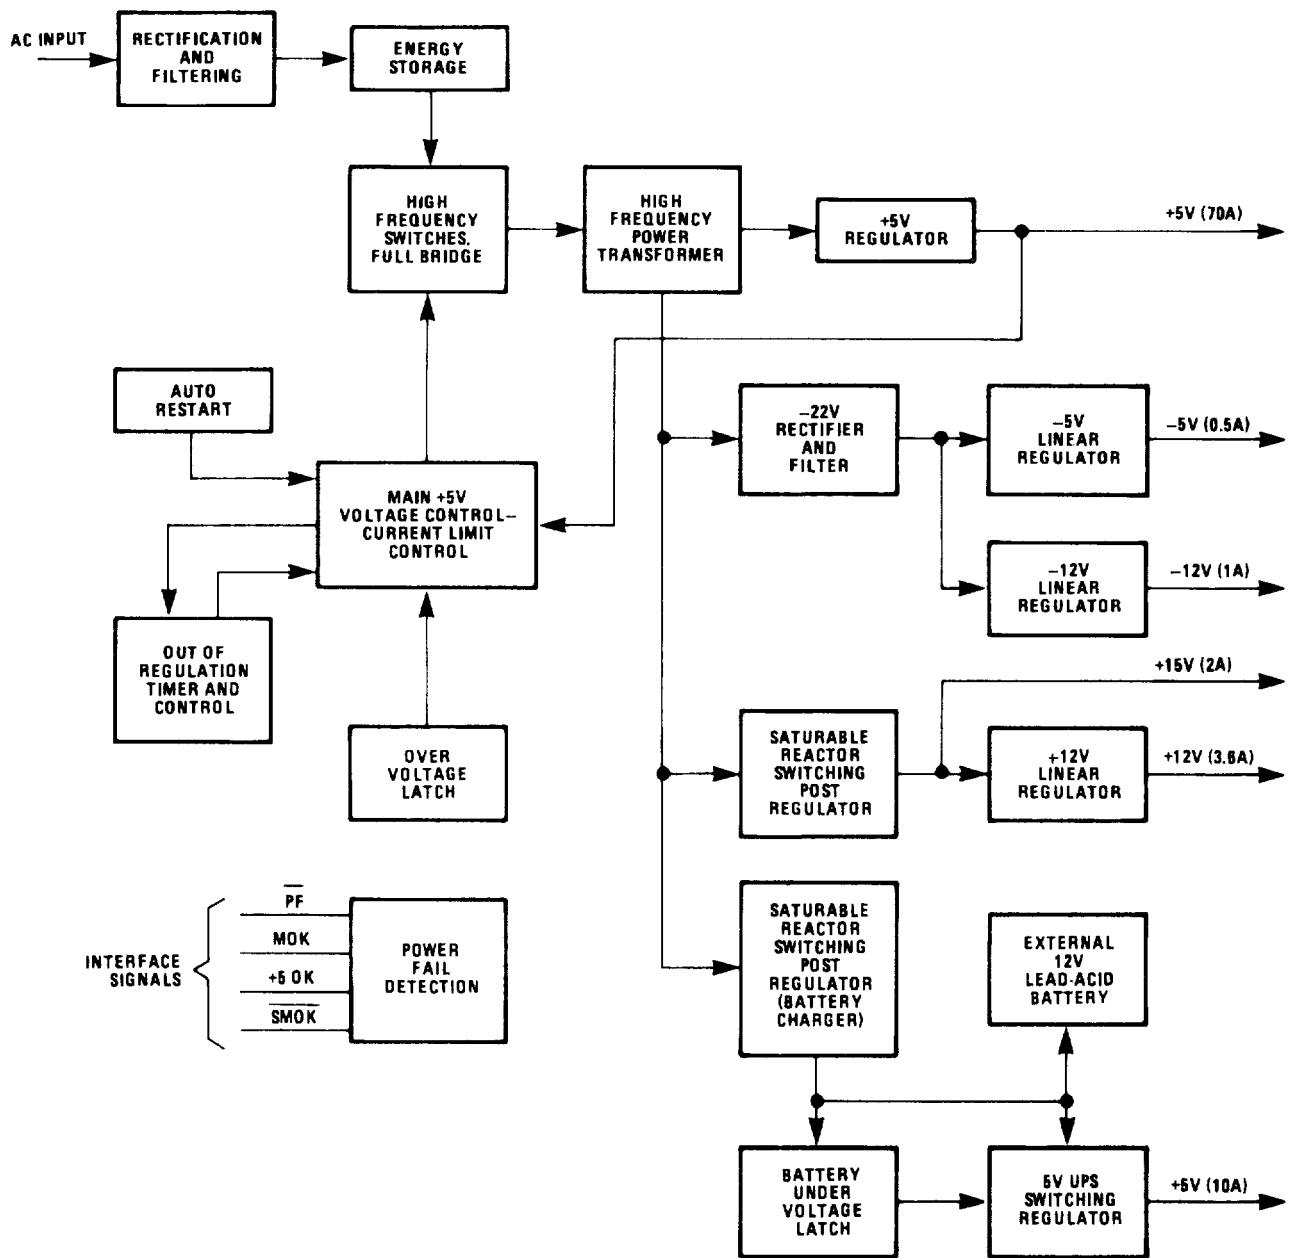 AC INPUT
RECTIFICATION
AND
FILTERING
ENERGY
STORAGE
HIGH
FREQUENCY
SWITCHES,
FULL BRIDGE
HIGH
FREQUENCY
POWER
TRANSFORMER
+5V
REGULATOR
+5V (70A)
AUTO
RESTART
MAIN +5V
VOLTAGE CONTROL–
CURRENT LIMIT
CONTROL
–22V
RECTIFIER
AND
FILTER
–5V
LINEAR
REGULATOR
–5V (0.5A)
–12V
LINEAR
REGULATOR
–12V (1A)
OUT OF
REGULATION
TIMER AND
CONTROL
OVER
VOLTAGE
LATCH
SATURABLE
REACTOR
SWITCHING
POST
REGULATOR
+15V (2A)
+12V
LINEAR
REGULATOR
+12V (3.6A)
INTERFACE
SIGNALS
PF
MOK
+5 OK
SMOK
POWER
FAIL
DETECTION
SATURABLE
REACTOR
SWITCHING
POST
REGULATOR
(BATTERY
CHARGER)
EXTERNAL
12V
LEAD-ACID
BATTERY
BATTERY
UNDER
VOLTAGE
LATCH
5V UPS
SWITCHING
REGULATOR
+5V (10A)